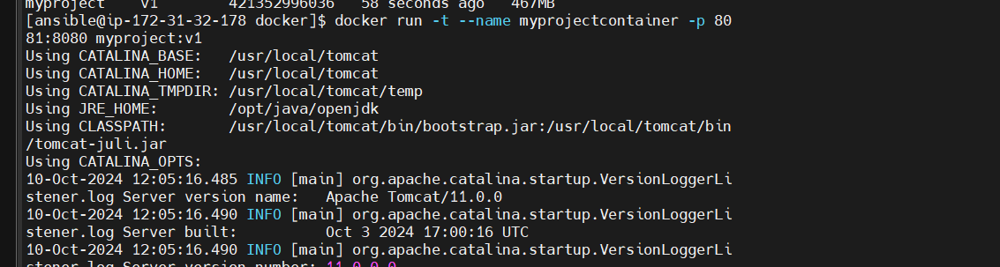 myproject    v1        421352996036   58 seconds ago   467MB
[ansible@ip-172-31-32-178 docker]$ docker run -t --name myprojectcontainer -p 80
81:8080 myproject:v1
Using CATALINA_BASE:   /usr/local/tomcat
Using CATALINA_HOME:   /usr/local/tomcat
Using CATALINA_TMPDIR: /usr/local/tomcat/temp
Using JRE_HOME:        /opt/java/openjdk
Using CLASSPATH:       /usr/local/tomcat/bin/bootstrap.jar:/usr/local/tomcat/bin
/tomcat-juli.jar
Using CATALINA_OPTS:
10-Oct-2024 12:05:16.485 INFO [main] org.apache.catalina.startup.VersionLoggerLi
stener.log Server version name:   Apache Tomcat/11.0.0
10-Oct-2024 12:05:16.490 INFO [main] org.apache.catalina.startup.VersionLoggerLi
stener.log Server built:          Oct 3 2024 17:00:16 UTC
10-Oct-2024 12:05:16.490 INFO [main] org.apache.catalina.startup.VersionLoggerLi
stener.log Server version number: 11.0.0.0